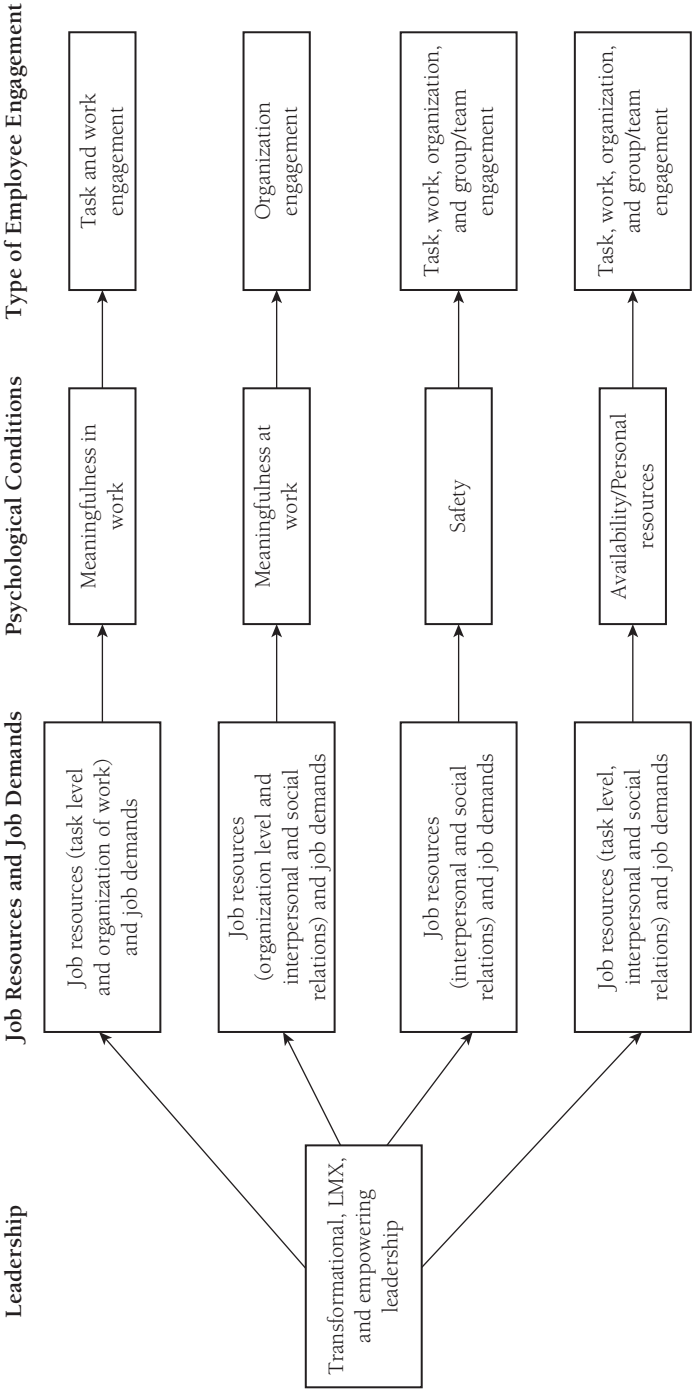 Leadership
Job Resources and Job Demands
Psychological Conditions
Type of Employee Engagement
Transformational, LMX,
and empowering
leadership
Job resources (task level
and organization of work)
and job demands
Meaningfulness in
work
Task and work
engagement
Job resources
(organization level and
interpersonal and social
relations) and job demands
Meaningfulness at
work
Organization
engagement
Job resources
(interpersonal and social
relations) and job demands
Safety
Task, work, organization,
and group/team
engagement
Job resources (task level,
interpersonal and social
relations) and job demands
Availability/Personal
resources
Task, work, organization,
and group/team
engagement